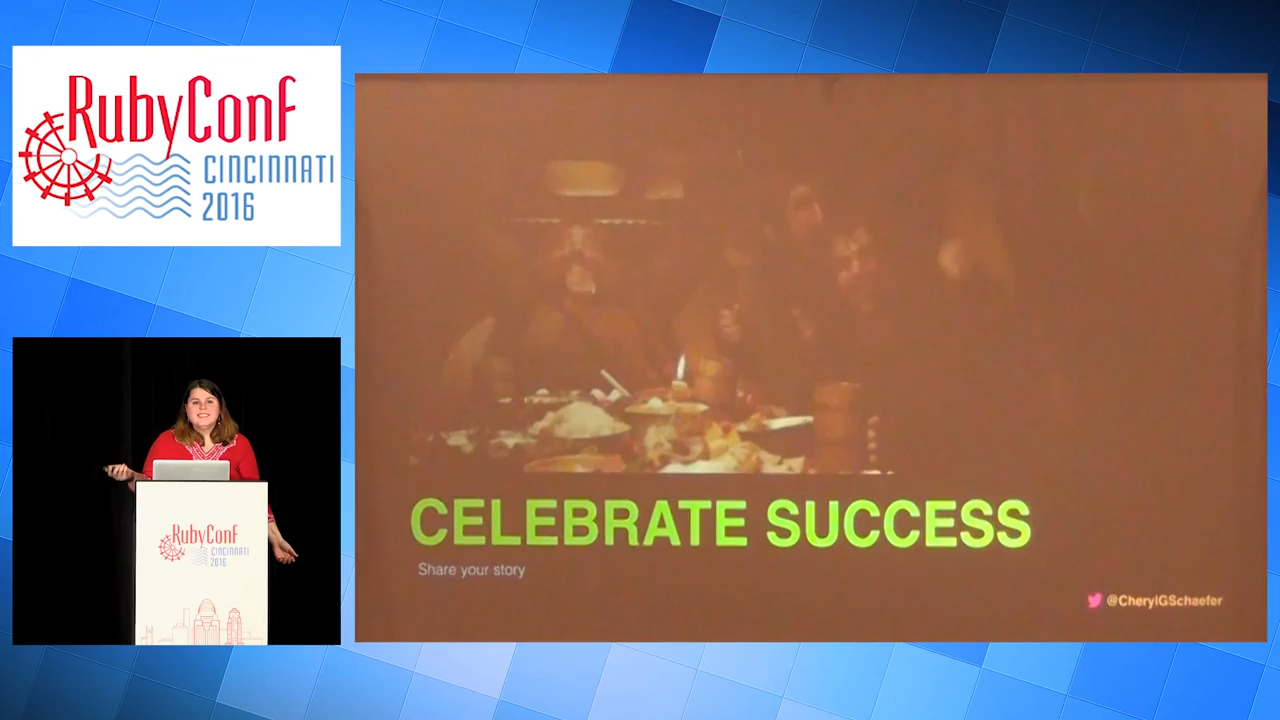 RubyConf
CINCINNATI
2016
CELEBRATE SUCCESS
Share your story
@CherylGSchaefer
RubyConf
CINCINNATI
2016